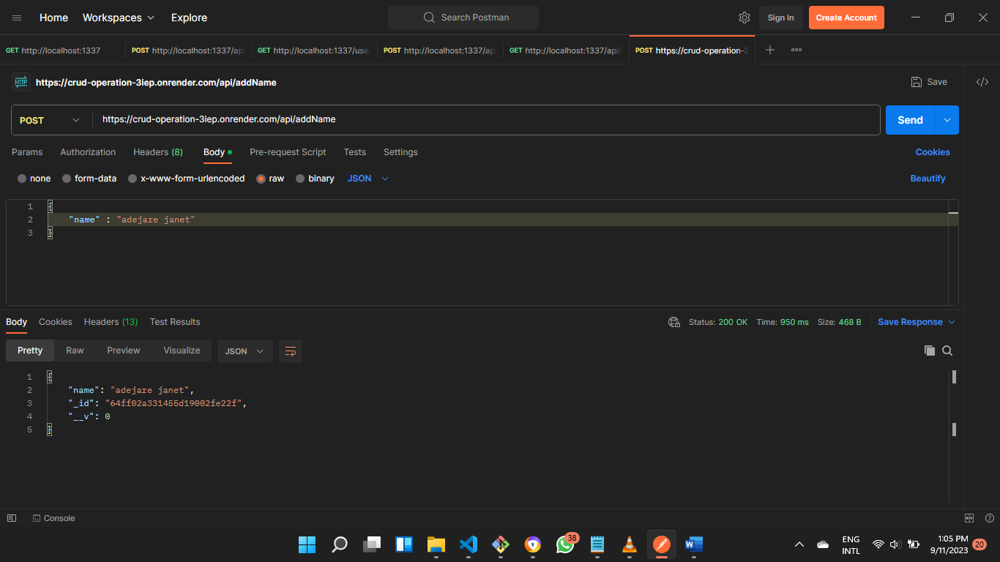 Home Workspaces Explore Search Postman Sign In Create Account
GET http://localhost:1337 POST http://localhost:1337/ap GET http://localhost:1337/use POST http://localhost:1337/ap GET http://localhost:1337/api/ POST https://crud-operation-3
HTTP https://crud-operation-3iep.onrender.com/api/addName Save
POST https://crud-operation-3iep.onrender.com/api/addName Send
Params Authorization Headers (8) Body Pre-request Script Tests Settings Cookies
none form-data x-www-form-urlencoded raw binary JSON Beautify
1 {
2 "name" : "adejare janet"
3 }
Body Cookies Headers (13) Test Results Status: 200 OK Time: 950 ms Size: 468 B Save Response
Pretty Raw Preview Visualize JSON
1 {
2 "name": "adejare janet",
3 "_id": "64ff02a331455d19002fe22f",
4 "__v": 0
5 }
Console
38
ENG 1:05 PM
INTL 9/11/2023 20